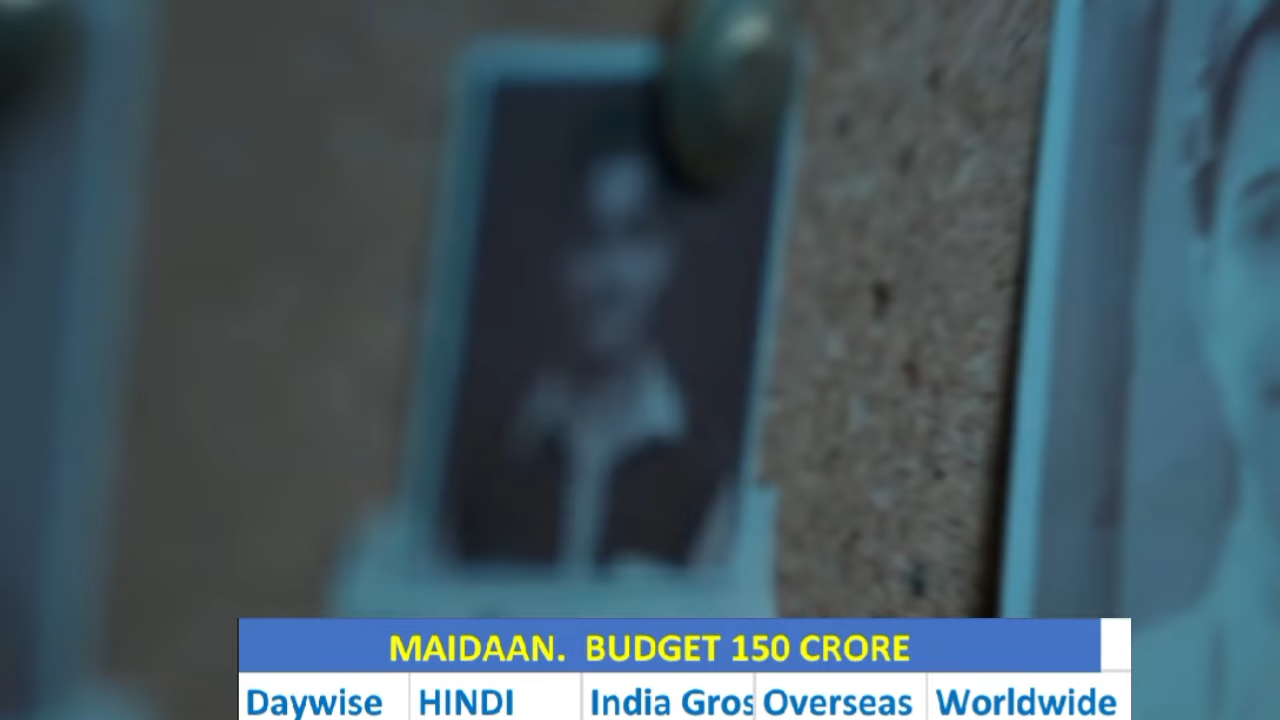 MAIDAAN. BUDGET 150 CRORE
Daywise HINDI India Gros Overseas Worldwide